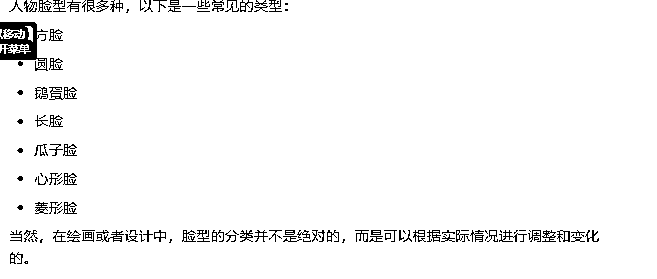 人物脸型有很多种，以下是一些常见的类型：
方脸
移动
开菜单
• 圆脸
• 鹅蛋脸
• 长脸
• 瓜子脸
• 心形脸
• 菱形脸
当然，在绘画或者设计中，脸型的分类并不是绝对的，而是可以根据实际情况进行调整和变化
的。